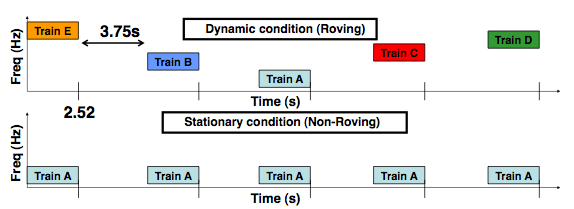 Dynamic condition (Roving)
Train E
3.75s
Train B
Train A
Train C
Train D
Freq (Hz)
Time (s)
2.52
Stationary condition (Non-Roving)
Freq (Hz)
Train A
Train A
Train A
Train A
Train A
Time (s)